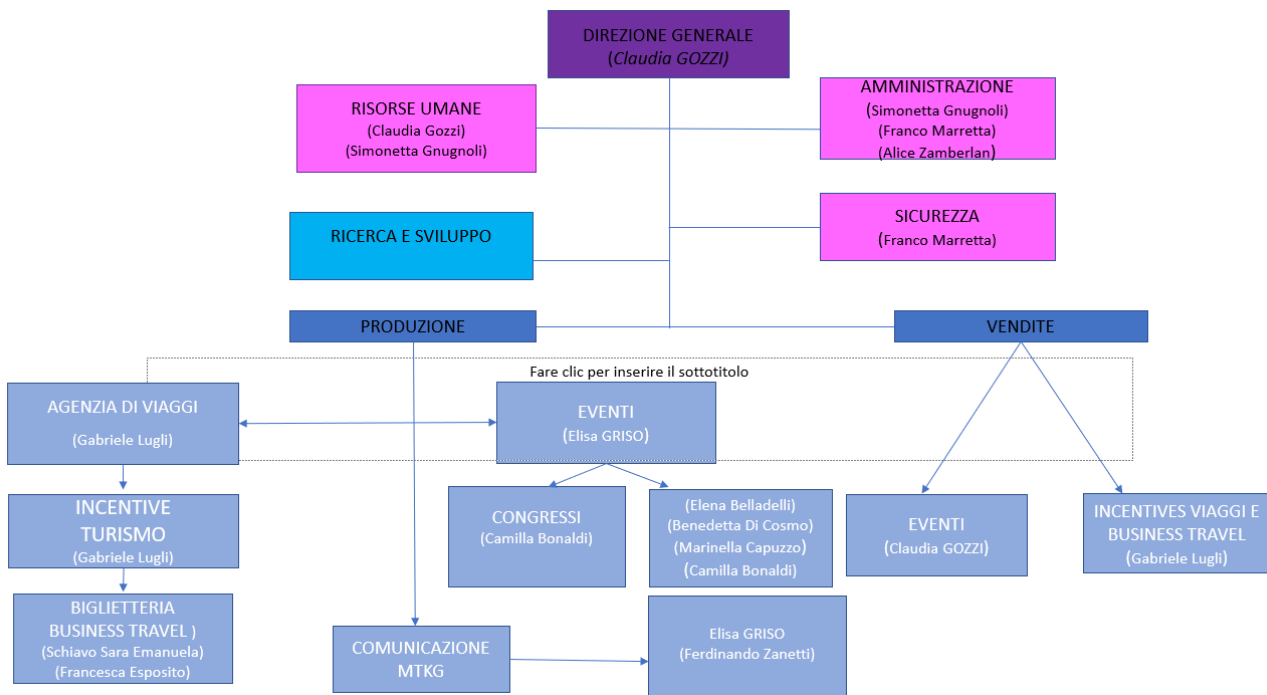 DIREZIONE GENERALE
(Claudia GOZZI)
RISORSE UMANE
(Claudia Gozzi)
(Simonetta Gnugnoli)
AMMINISTRAZIONE
(Simonetta Gnugnoli)
(Franco Marretta)
(Alice Zamberlan)
RICERCA E SVILUPPO
SICUREZZA
(Franco Marretta)
PRODUZIONE
VENDITE
Fare clic per inserire il sottotitolo
AGENZIA DI VIAGGI
(Gabriele Lugli)
EVENTI
(Elisa GRISO)
INCENTIVE
TURISMO
(Gabriele Lugli)
CONGRESSI
(Camilla Bonaldi)
(Elena Belladelli)
(Benedetta Di Cosmo)
(Marinella Capuzzo)
(Camilla Bonaldi)
EVENTI
(Claudia GOZZI)
INCENTIVES VIAGGI E
BUSINESS TRAVEL
(Gabriele Lugli)
BIGLIETTERIA
BUSINESS TRAVEL )
(Schiavo Sara Emanuela)
(Francesca Esposito)
COMUNICAZIONE
MTKG
Elisa GRISO
(Ferdinando Zanetti)